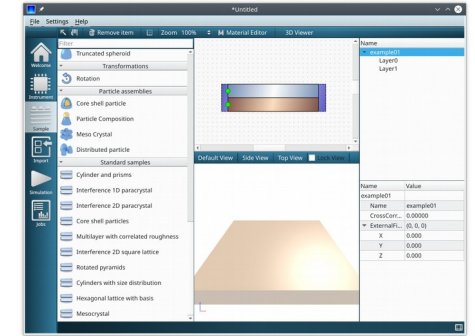 *Untitled
File Settings Help
Remove item Zoom 100% Material Editor 3D Viewer
Welcome
Instrument
Sample
Import
Simulation
Jobs
Filter
Truncated spheroid
Transformations
Rotation
Particle assemblies
Core shell particle
Particle Composition
Meso Crystal
Distributed particle
Standard samples
Cylinder and prisms
Interference 1D paracrystal
Interference 2D paracrystal
Core shell particles
Multilayer with correlated roughness
Interference 2D square lattice
Rotated pyramids
Cylinders with size distribution
Hexagonal lattice with basis
Mesocrystal
Default View Side View Top View Lock View
Name
example01
Layer0
Layer1
Name Value
example01
Name example01
CrossCorr... 0.00000
ExternalFi... (0, 0, 0)
X 0.000
Y 0.000
Z 0.000